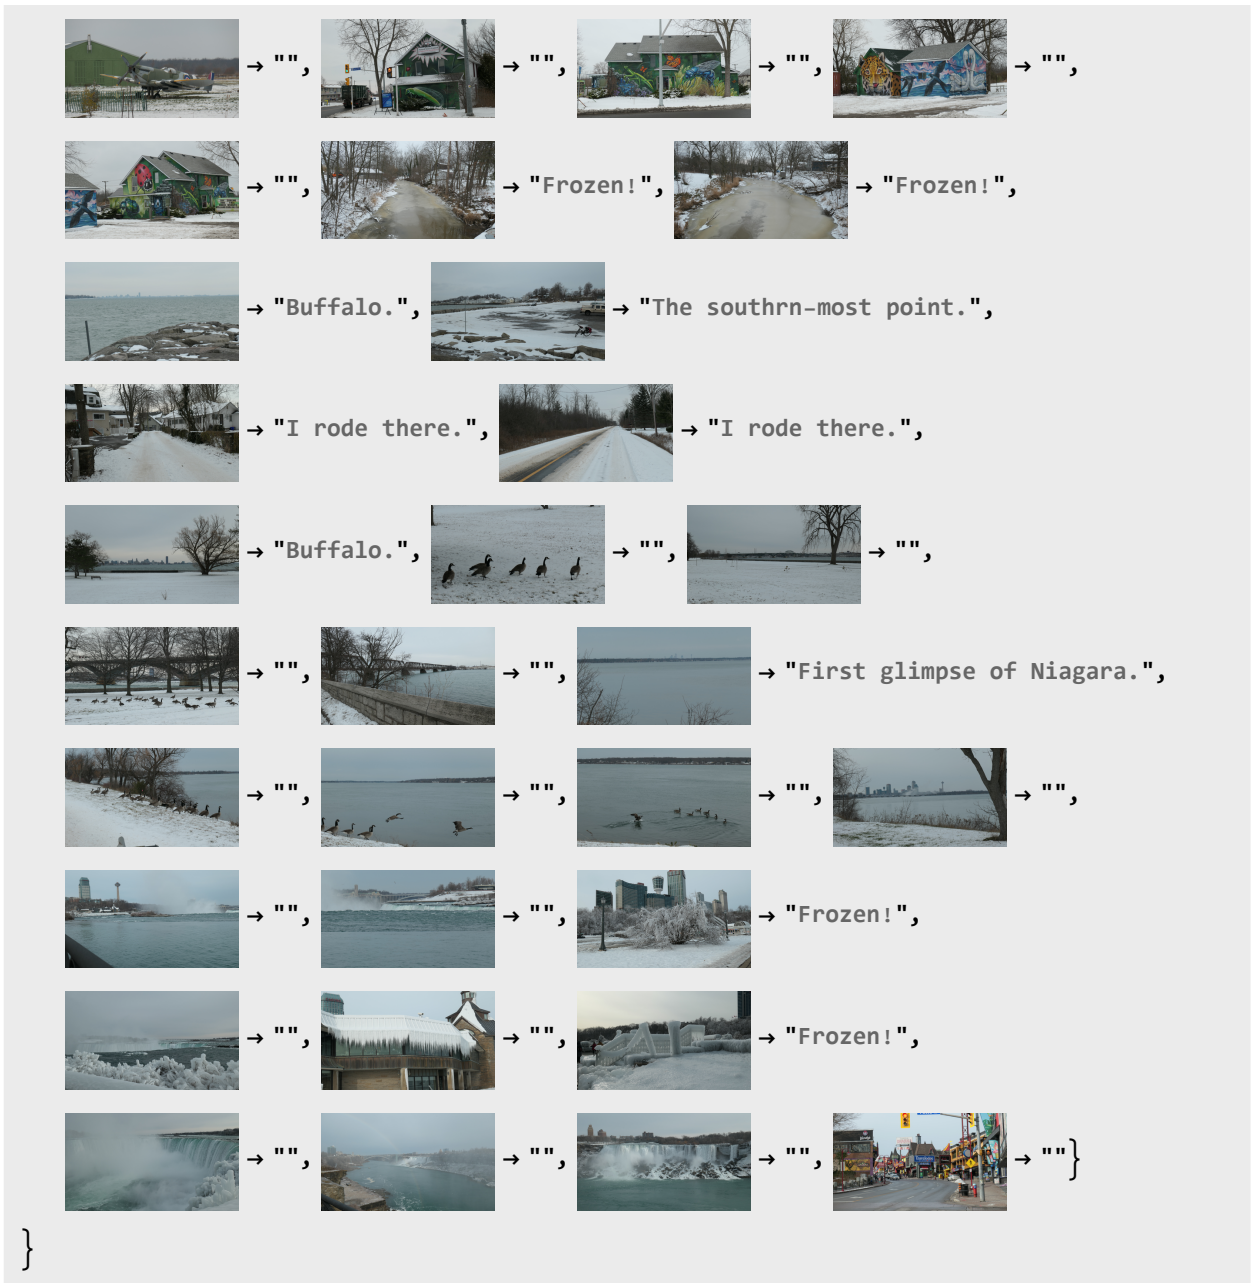 → "", → "", → "", → "",
→ "", → "Frozen!", → "Frozen!",
→ "Buffalo.", → "The southrn-most point.",
→ "I rode there.", → "I rode there.",
→ "Buffalo.", → "", → "",
→ "", → "", → "First glimpse of Niagara.",
→ "", → "", → "", → "",
→ "", → "", → "Frozen!",
→ "", → "", → "Frozen!",
→ "", → "", → "", → ""}
}